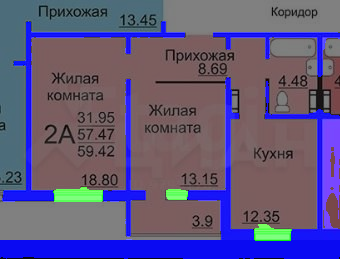 Прихожая
13.45
Коридор
Прихожая
8.69
4.48
4
Жилая
комната
31.95
2А 57.47
59.42
18.80
Жилая
комната
13.15
Кухня
12.35
3.9
.23